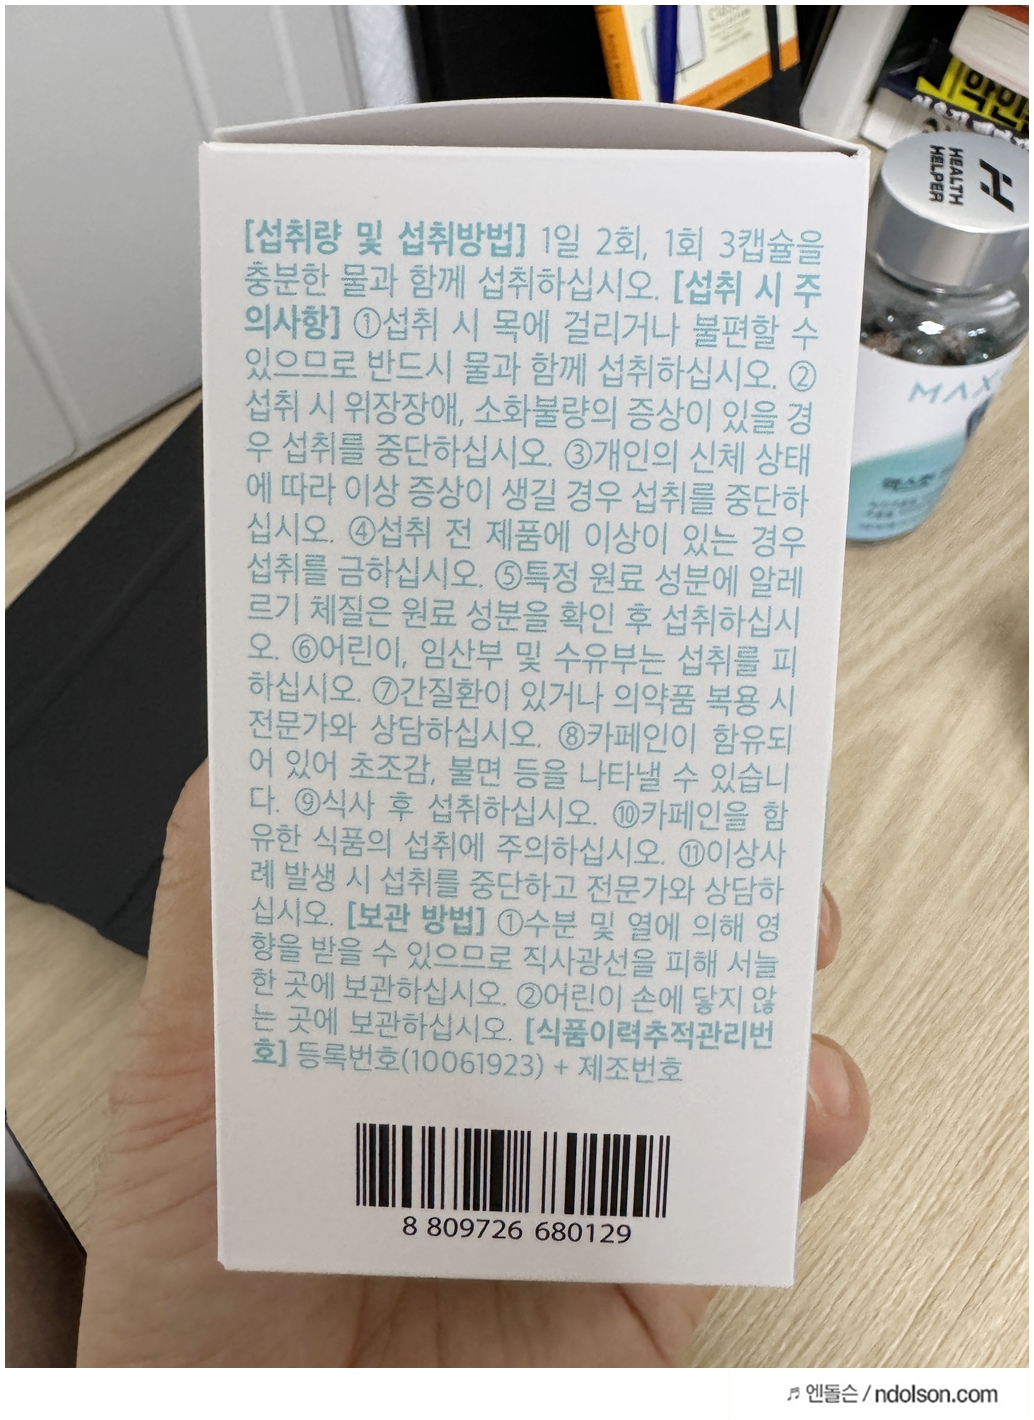 [섭취량 및 섭취방법] 1일 2회, 1회 3캡슐을
충분한 물과 함께 섭취하십시오. [섭취 시 주
의사항] ①섭취 시 목에 걸리거나 불편할 수
있으므로 반드시 물과 함께 섭취하십시오. ②
섭취 시 위장장애, 소화불량의 증상이 있을 경
우 섭취를 중단하십시오. ③개인의 신체 상태
에 따라 이상 증상이 생길 경우 섭취를 중단하
십시오. ④섭취 전 제품에 이상이 있는 경우
섭취를 금하십시오. ⑤특정 원료 성분에 알레
르기 체질은 원료 성분을 확인 후 섭취하십시
오. ⑥어린이, 임산부 및 수유부는 섭취를 피
하십시오. ⑦간질환이 있거나 의약품 복용 시
전문가와 상담하십시오. ⑧카페인이 함유되
어 있어 초조감, 불면 등을 나타낼 수 있습니
다. ⑨식사 후 섭취하십시오. ⑩카페인을 함
유한 식품의 섭취에 주의하십시오. ⑪이상사
례 발생 시 섭취를 중단하고 전문가와 상담하
십시오. [보관 방법] ①수분 및 열에 의해 영
향을 받을 수 있으므로 직사광선을 피해 서늘
한 곳에 보관하십시오. ②어린이 손에 닿지 않
는 곳에 보관하십시오. [식품이력추적관리번
호] 등록번호(10061923) + 제조번호
8 809726 680129
HEALTH
HELPER
MAX
♬ 엔돌슨 / ndolson.com